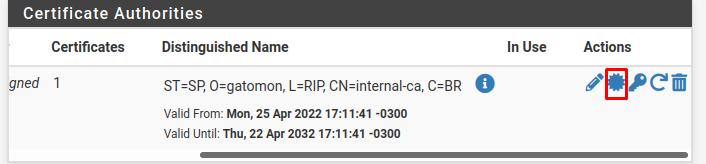 Certificate Authorities
Certificates Distinguished Name In Use Actions
gned 1 ST=SP, O=gatomon, L=RIP, CN=internal-ca, C=BR
Valid From: Mon, 25 Apr 2022 17:11:41 -0300
Valid Until: Thu, 22 Apr 2032 17:11:41 -0300